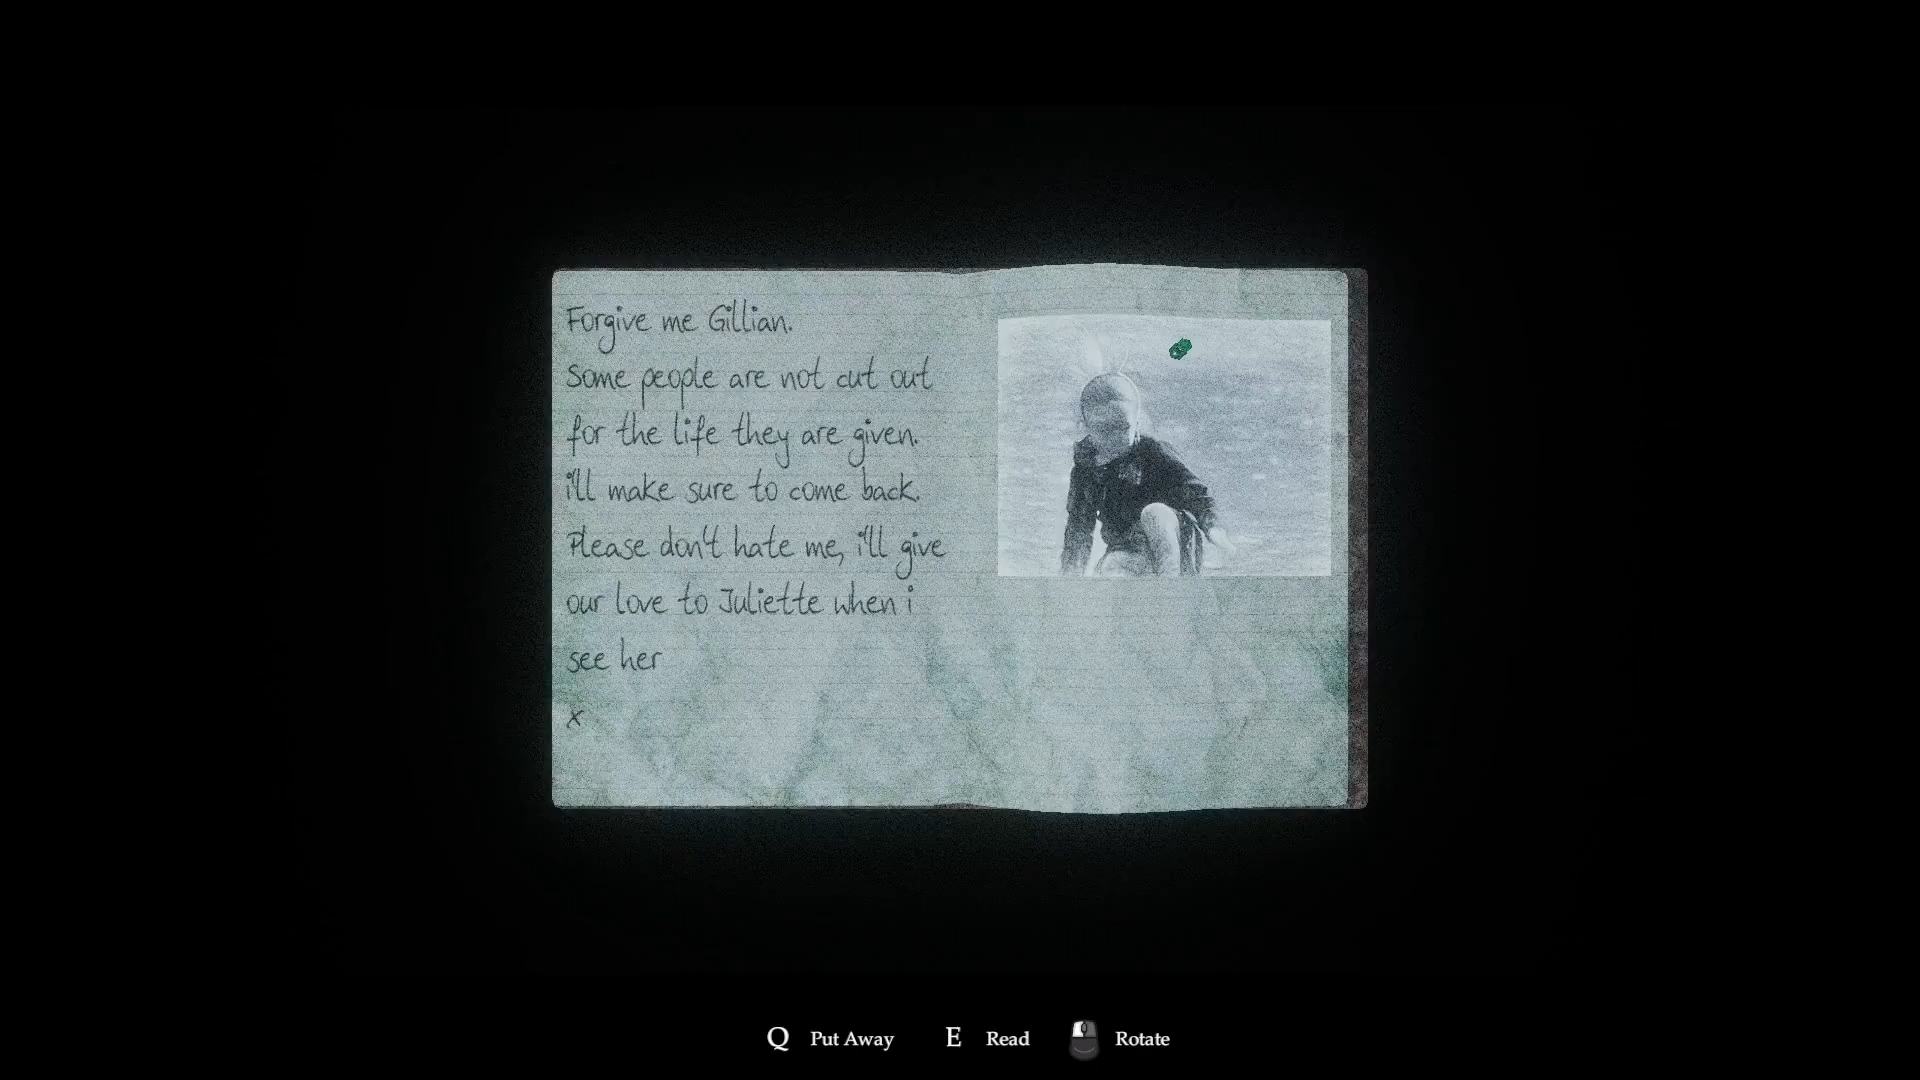 Forgive me Gillian.
Some people are not cut out
for the life they are given.
i'll make sure to come back.
Please don't hate me, i'll give
our love to Juliette when i
see her
x
Q Put Away E Read Rotate